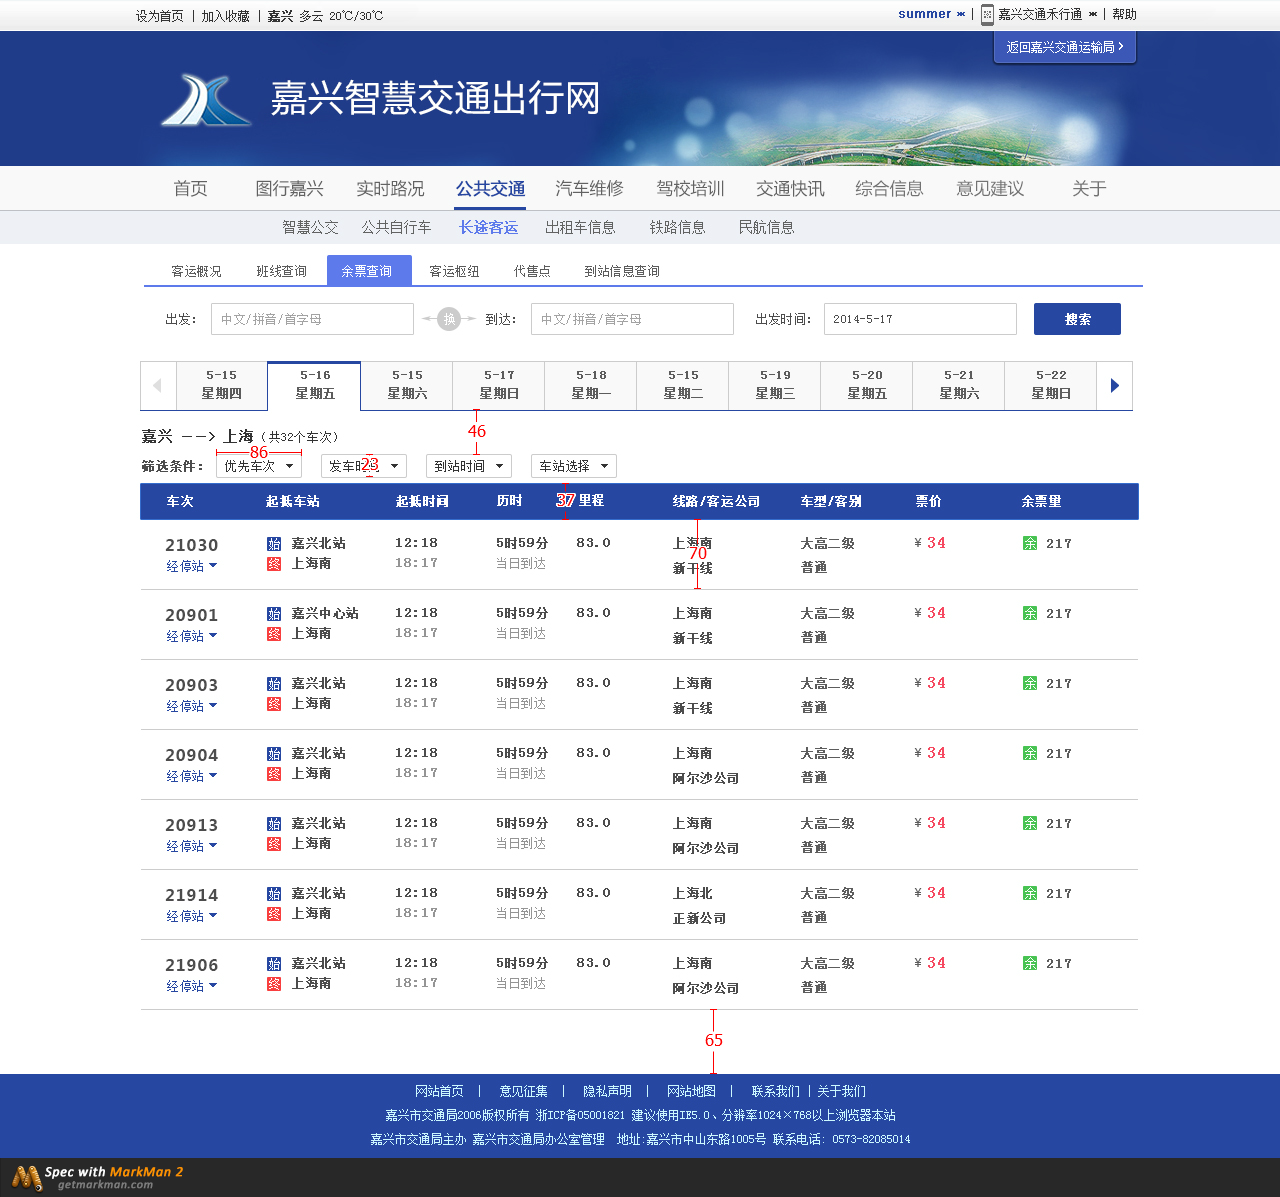 设为首页 | 加入收藏 | 嘉兴 多云 20℃/30℃
summer | 嘉兴交通禾行通 | 帮助
返回嘉兴交通运输局
嘉兴智慧交通出行网
首页 图行嘉兴 实时路况 公共交通 汽车维修 驾校培训 交通快讯 综合信息 意见建议 关于
智慧公交 公共自行车 长途客运 出租车信息 铁路信息 民航信息
客运概况 班线查询 余票查询 客运枢纽 代售点 到站信息查询
出发： 中文/拼音/首字母 换 到达： 中文/拼音/首字母 出发时间： 2014-5-17 搜索
5-15 5-16 5-15 5-17 5-18 5-15 5-19 5-20 5-21 5-22
星期四 星期五 星期六 星期日 星期一 星期二 星期三 星期五 星期六 星期日
46
嘉兴 --> 上海（共32个车次）
86
23
筛选条件： 优先车次 发车时间 到站时间 车站选择
车次 起抵车站 起抵时间 历时 37 里程 线路/客运公司 车型/客别 票价 余票量
21030 始 嘉兴北站 12:18 5时59分 83.0 上海南 大高二级 ¥ 34 余 217
70
经停站 终 上海南 18:17 当日到达 新干线 普通
20901 始 嘉兴中心站 12:18 5时59分 83.0 上海南 大高二级 ¥ 34 余 217
经停站 终 上海南 18:17 当日到达 新干线 普通
20903 始 嘉兴北站 12:18 5时59分 83.0 上海南 大高二级 ¥ 34 余 217
经停站 终 上海南 18:17 当日到达 新干线 普通
20904 始 嘉兴北站 12:18 5时59分 83.0 上海南 大高二级 ¥ 34 余 217
经停站 终 上海南 18:17 当日到达 阿尔沙公司 普通
20913 始 嘉兴北站 12:18 5时59分 83.0 上海南 大高二级 ¥ 34 余 217
经停站 终 上海南 18:17 当日到达 阿尔沙公司 普通
21914 始 嘉兴北站 12:18 5时59分 83.0 上海北 大高二级 ¥ 34 余 217
经停站 终 上海南 18:17 当日到达 正新公司 普通
21906 始 嘉兴北站 12:18 5时59分 83.0 上海南 大高二级 ¥ 34 余 217
经停站 终 上海南 18:17 当日到达 阿尔沙公司 普通
65
网站首页 | 意见征集 | 隐私声明 | 网站地图 | 联系我们 | 关于我们
嘉兴市交通局2006版权所有 浙ICP备05001821 建议使用IE5.0、分辨率1024×768以上浏览器本站
嘉兴市交通局主办 嘉兴市交通局办公室管理 地址:嘉兴市中山东路1005号 联系电话: 0573-82085014
Spec with MarkMan 2
getmarkman.com